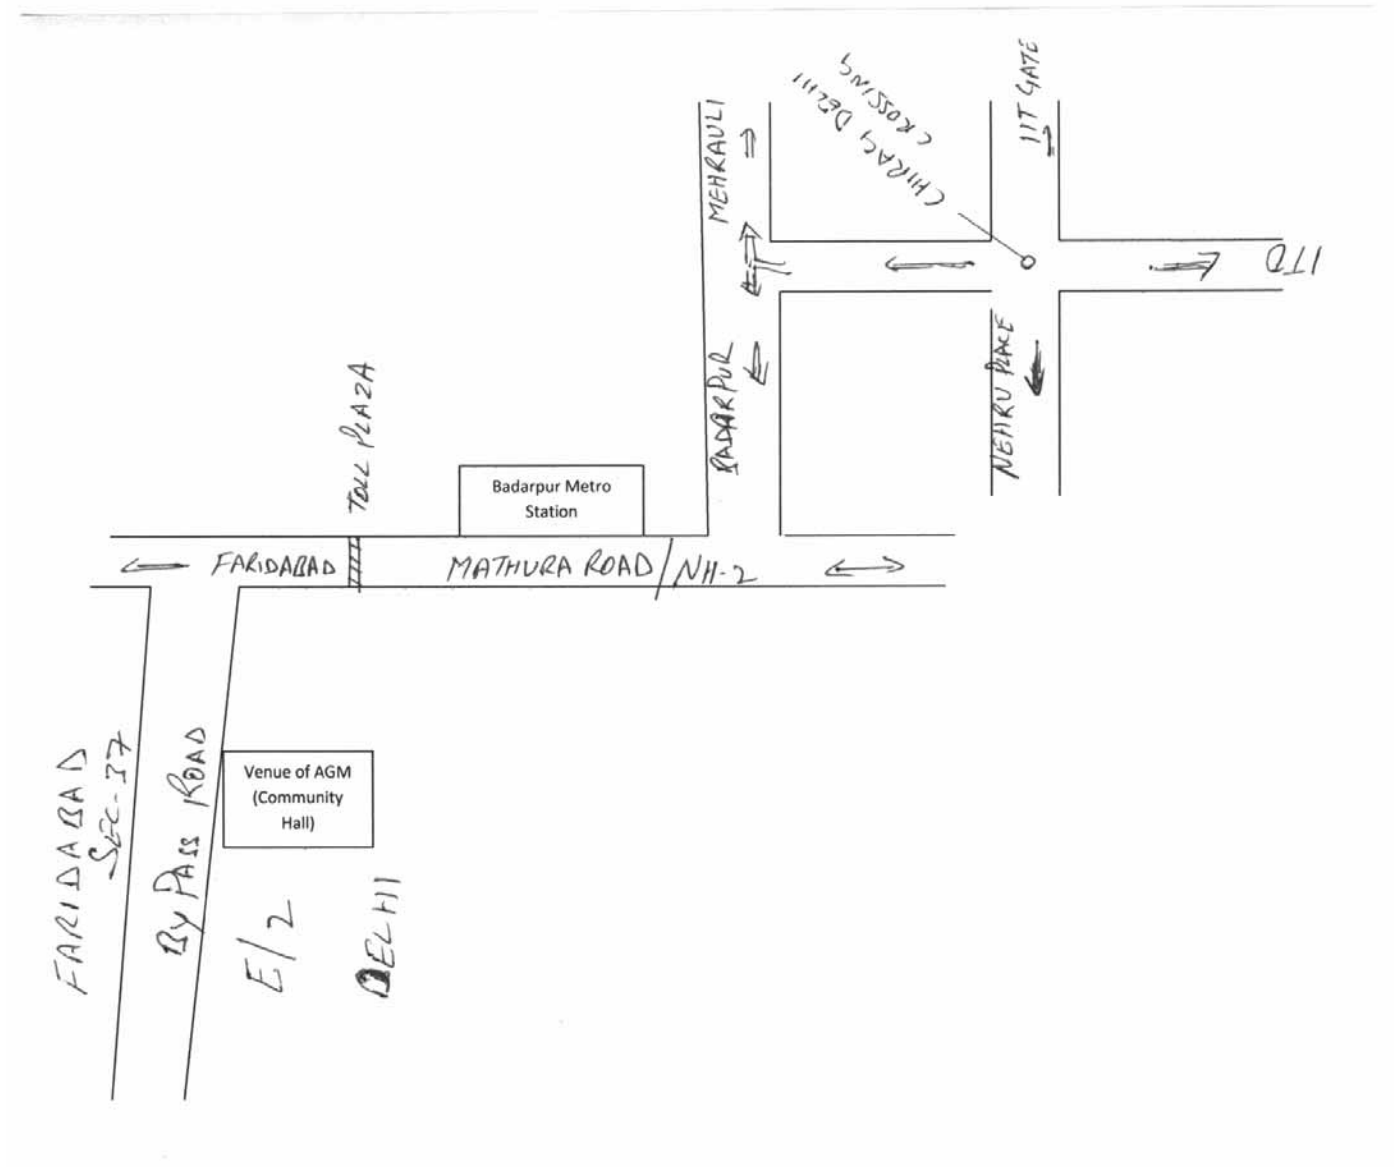 IIT GATE
CHIRAG DELHI
CROSSING
MEHRAULI
ITO
NEHRU PLACE
BADARPUR
TOLL PLAZA
Badarpur Metro
Station
FARIDABAD
MATHURA ROAD / NH-2
FARIDABAD
SEC-37
By PASS ROAD
Venue of AGM
(Community
Hall)
E/2
DELHI